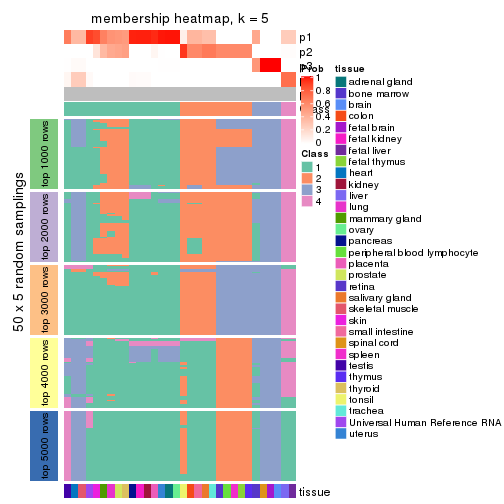 membership heatmap, k = 5
p1
p2
p3
Prob
1
0.8
0.6
0.4
0.2
0
Class
1
2
3
4
50 x 5 random samplings
top 1000 rows
top 2000 rows
top 3000 rows
top 4000 rows
top 5000 rows
tissue
tissue
adrenal gland
bone marrow
brain
colon
fetal brain
fetal kidney
fetal liver
fetal thymus
heart
kidney
liver
lung
mammary gland
ovary
pancreas
peripheral blood lymphocyte
placenta
prostate
retina
salivary gland
skeletal muscle
skin
small intestine
spinal cord
spleen
testis
thymus
thyroid
tonsil
trachea
Universal Human Reference RNA
uterus